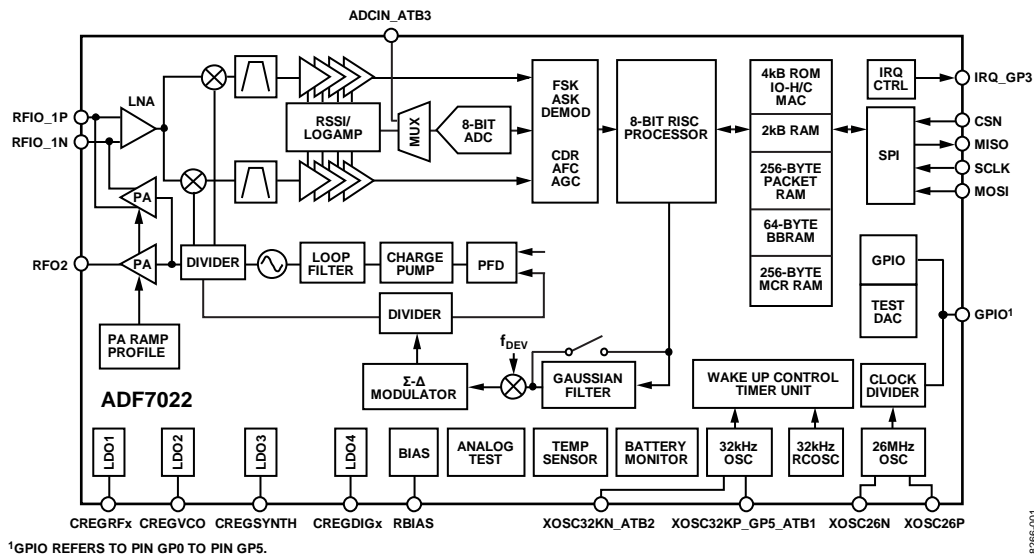 ADCIN_ATB3
RFIO_1P
RFIO_1N
LNA
PA
PA
RFO2
PA RAMP
PROFILE
RSSI/
LOGAMP
MUX
8-BIT
ADC
FSK
ASK
DEMOD
CDR
AFC
AGC
8-BIT RISC
PROCESSOR
4kB ROM
IO-H/C
MAC
2kB RAM
256-BYTE
PACKET
RAM
64-BYTE
BBRAM
256-BYTE
MCR RAM
IRQ
CTRL
SPI
IRQ_GP3
CSN
MISO
SCLK
MOSI
GPIO
TEST
DAC
GPIO1
DIVIDER
LOOP
FILTER
CHARGE
PUMP
PFD
DIVIDER
Σ-Δ
MODULATOR
fDEV
GAUSSIAN
FILTER
WAKE UP CONTROL
TIMER UNIT
CLOCK
DIVIDER
ADF7022
LDO1
LDO2
LDO3
LDO4
BIAS
ANALOG
TEST
TEMP
SENSOR
BATTERY
MONITOR
32kHz
OSC
32kHz
RCOSC
26MHz
OSC
CREGRFx
CREGVCO
CREGSYNTH
CREGDIGx
RBIAS
XOSC32KN_ATB2
XOSC32KP_GP5_ATB1
XOSC26N
XOSC26P
1GPIO REFERS TO PIN GP0 TO PIN GP5.